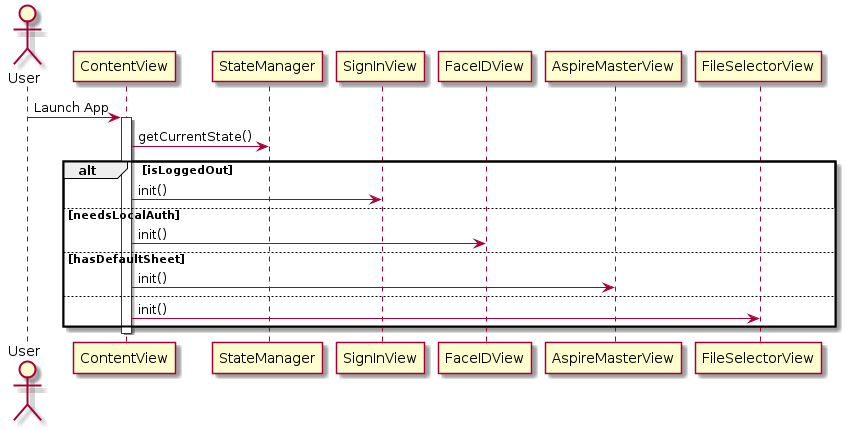 User
ContentView StateManager SignInView FaceIDView AspireMasterView FileSelectorView
Launch App
getCurrentState()
alt [isLoggedOut]
init()
[needsLocalAuth]
init()
[hasDefaultSheet]
init()
init()
User
ContentView StateManager SignInView FaceIDView AspireMasterView FileSelectorView